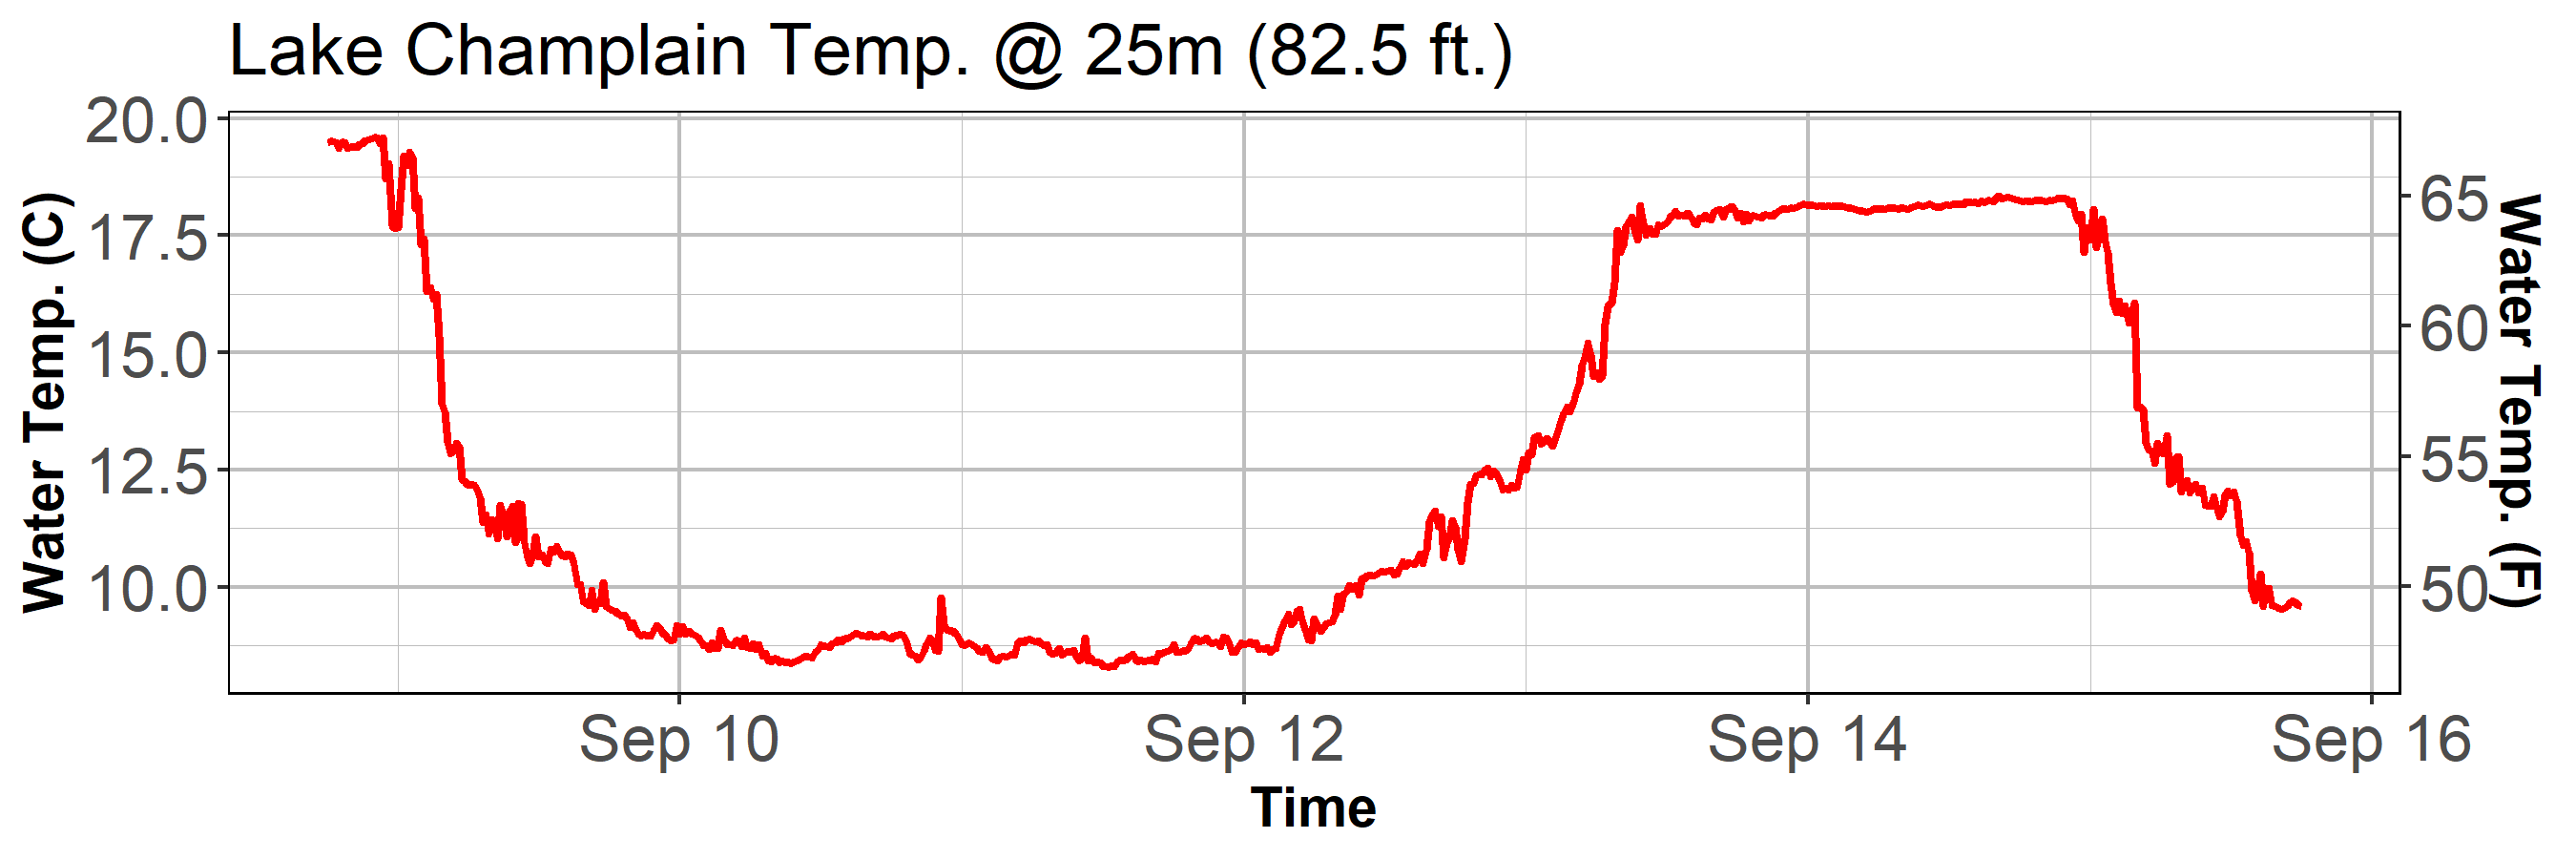 Lake Champlain Temp. @ 25m (82.5 ft.)
Water Temp. (C)
20.0
17.5
15.0
12.5
10.0
65
60
55
50
Water Temp. (F)
Sep 10
Sep 12
Sep 14
Sep 16
Time